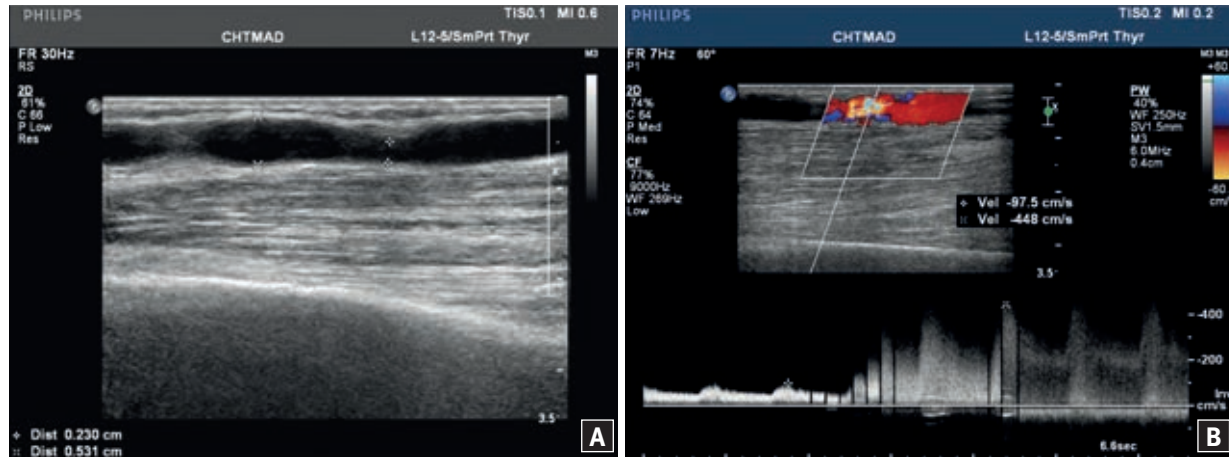 PHILIPS
TIS0.1 MI 0.6
CHTMAD
L12-5/SmPrt Thyr
FR 30Hz
RS
M3
2D
61%
C 66
P Low
Res
3.5
Dist 0.230 cm
Dist 0.531 cm
A
PHILIPS
TIS0.2 MI 0.2
CHTMAD
L12-5/SmPrt Thyr
FR 7Hz 60°
P1
M3 M3
+60
2D
74%
C 64
P Med
Res
CF
77%
9000Hz
WF 269Hz
Low
x
PW
40%
WF 250Hz
SV1.5mm
M3
6.0MHz
0.4cm
-60
cm/s
Vel -97.5 cm/s
Vel -448 cm/s
3.5
-400
-200
cm/s
6.6sec
B